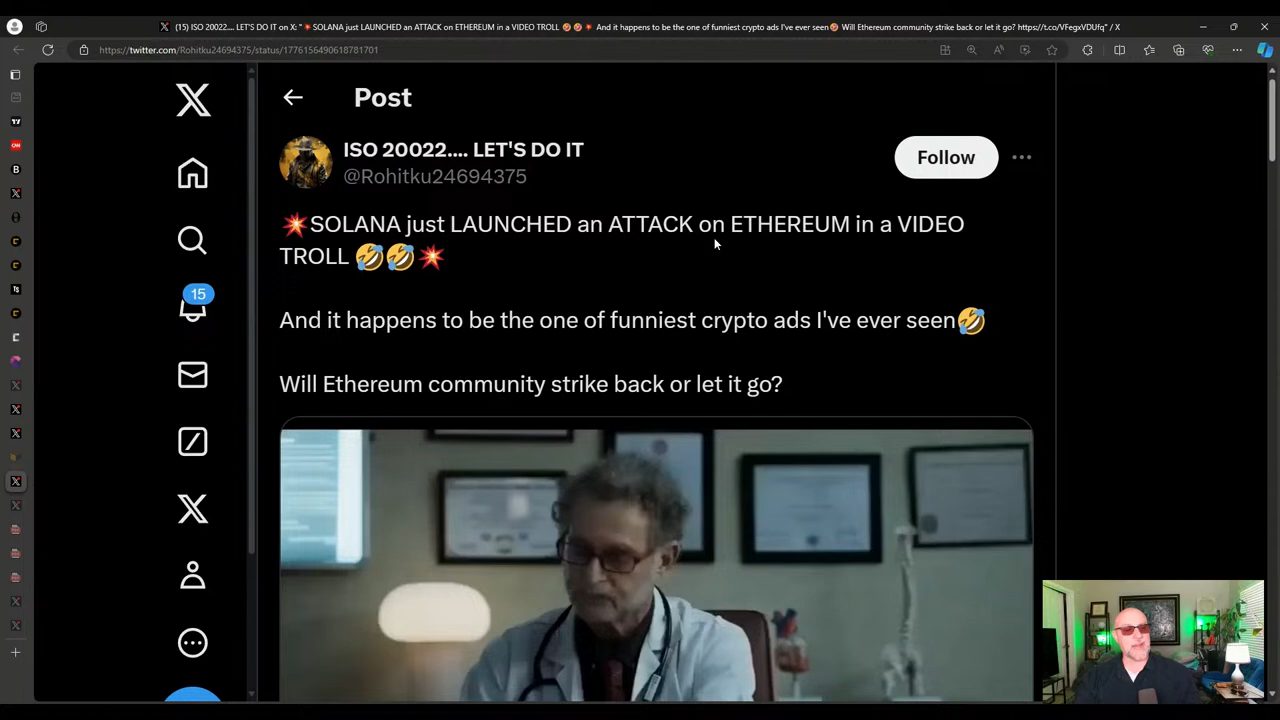 (15) ISO 20022.... LET'S DO IT on X: "💥SOLANA just LAUNCHED an ATTACK on ETHEREUM in a VIDEO TROLL 🤣🤣💥 And it happens to be the one of funniest crypto ads I've ever seen🤣 Will Ethereum community strike back or let it go? https://t.co/VFegxVDUfq" / X
https://twitter.com/Rohitku24694375/status/1776156490618781701
Post
ISO 20022.... LET'S DO IT
@Rohitku24694375
Follow
💥SOLANA just LAUNCHED an ATTACK on ETHEREUM in a VIDEO
TROLL 🤣🤣💥
And it happens to be the one of funniest crypto ads I've ever seen🤣
Will Ethereum community strike back or let it go?
15